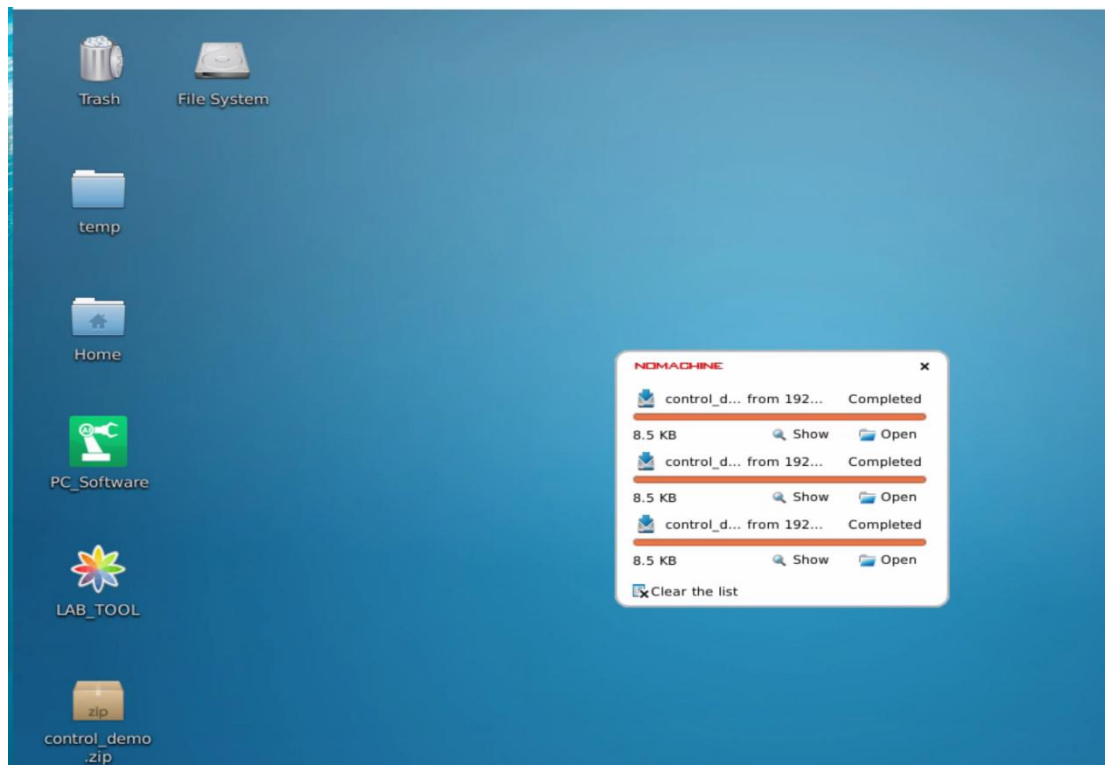 Trash
File System
temp
Home
PC_Software
LAB_TOOL
zip
control_demo
.zip
NOMACHINE
control_d... from 192... Completed
8.5 KB Show Open
control_d... from 192... Completed
8.5 KB Show Open
control_d... from 192... Completed
8.5 KB Show Open
Clear the list